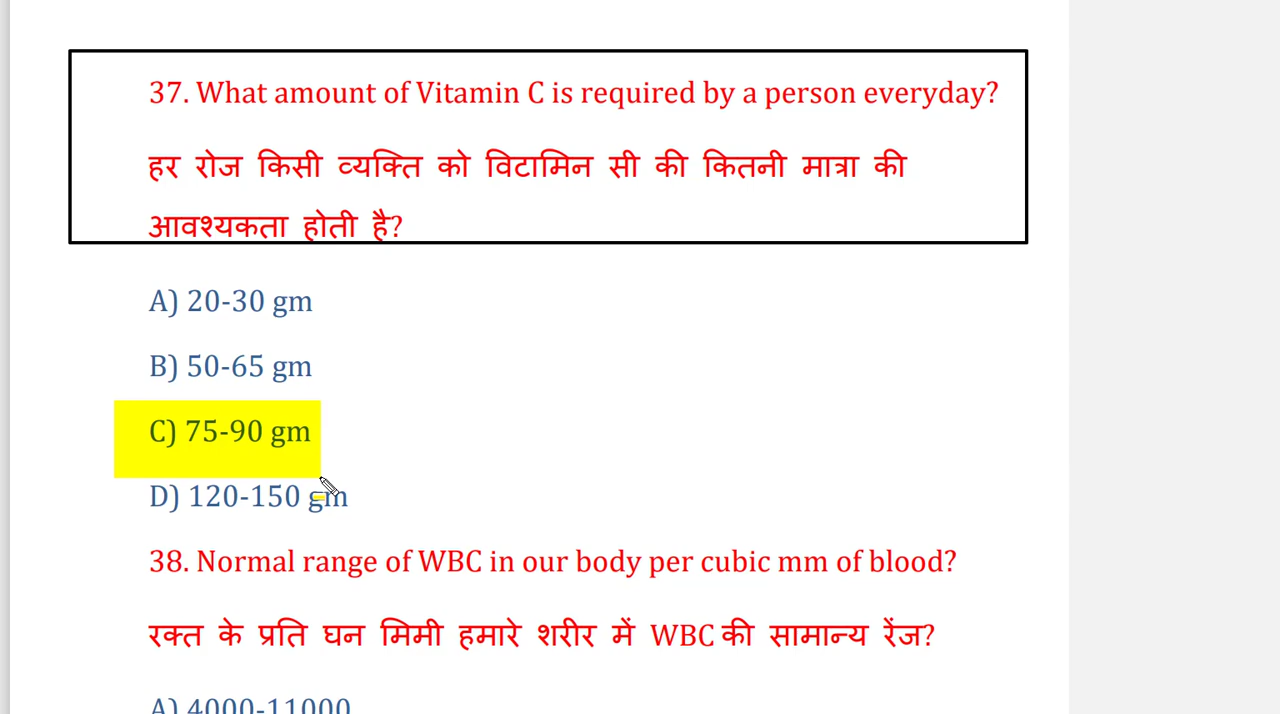 37. What amount of Vitamin C is required by a person everyday?
हर रोज किसी व्यक्ति को विटामिन सी की कितनी मात्रा की
आवश्यकता होती है?
A) 20-30 gm
B) 50-65 gm
C) 75-90 gm
D) 120-150 gm
38. Normal range of WBC in our body per cubic mm of blood?
रक्त के प्रति घन मिमी हमारे शरीर में WBC की सामान्य रेंज?
A) 4000-11000